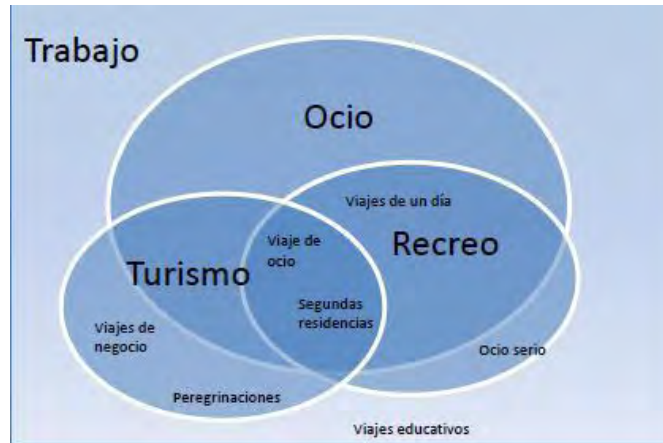 Trabajo
Ocio
Viajes de un día
Recreo
Viaje de
ocio
Turismo
Segundas
residencias
Viajes de
negocio
Ocio serio
Peregrinaciones
Viajes educativos